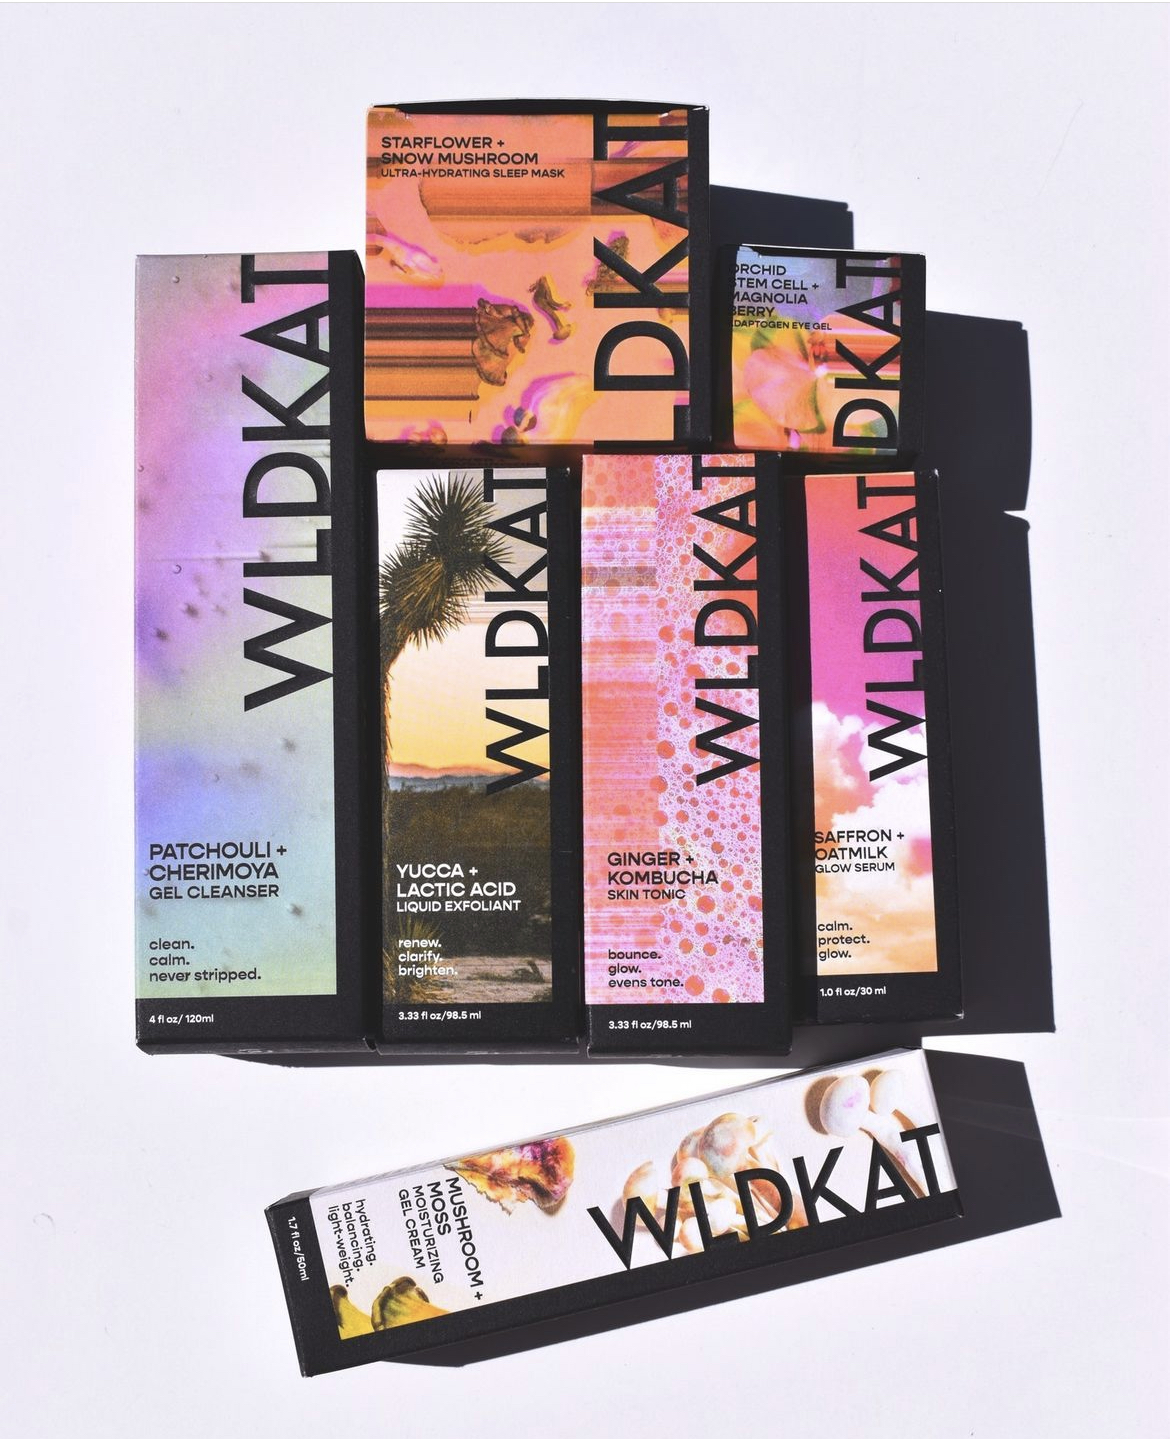 STARFLOWER +
SNOW MUSHROOM
ULTRA-HYDRATING SLEEP MASK
LDKAT
ORCHID
STEM CELL +
MAGNOLIA
BERRY
ADAPTOGEN EYE GEL
DKAT
WLDKAT
PATCHOULI +
CHERIMOYA
GEL CLEANSER
clean.
calm.
never stripped.
4 fl oz/ 120ml
WLDKAT
YUCCA +
LACTIC ACID
LIQUID EXFOLIANT
renew.
clarify.
brighten.
3.33 fl oz/98.5 ml
WLDKAT
GINGER +
KOMBUCHA
SKIN TONIC
bounce.
glow.
evens tone.
3.33 fl oz/98.5 ml
WLDKAT
SAFFRON +
OATMILK
GLOW SERUM
calm.
protect.
glow.
1.0 fl oz/30 ml
WLDKAT
MUSHROOM +
MOSS
MOISTURIZING
GEL CREAM
hydrating.
balancing.
light-weight.
1.7 fl oz/50ml